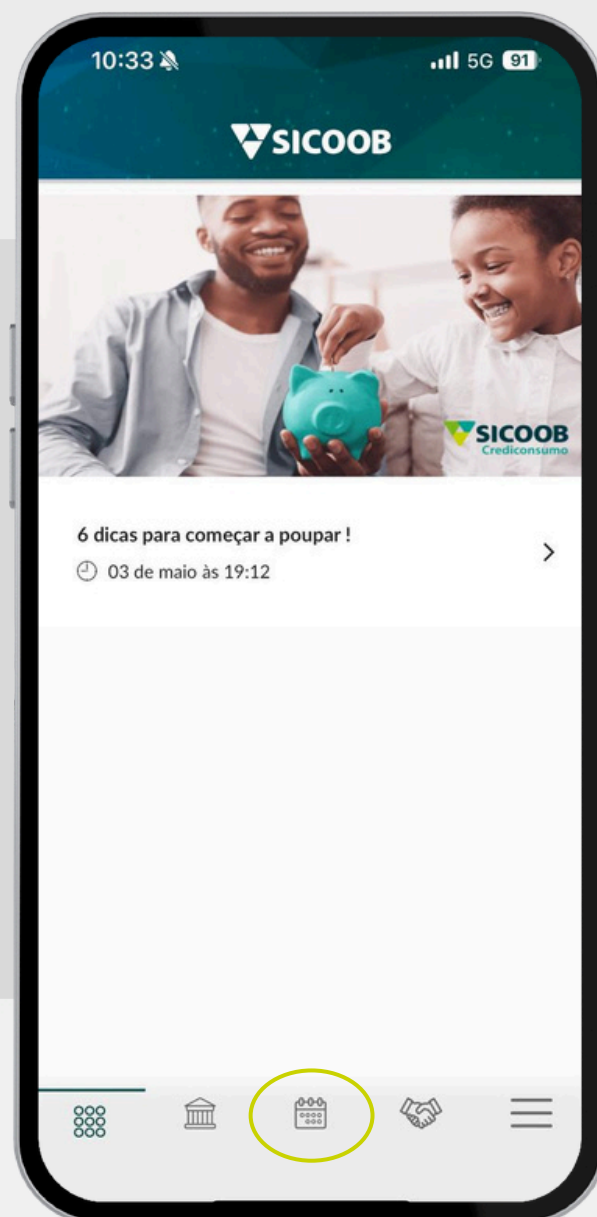 10:33
5G 91
SICOOB
SICOOB
Crediconsumo
6 dicas para começar a poupar !
03 de maio às 19:12